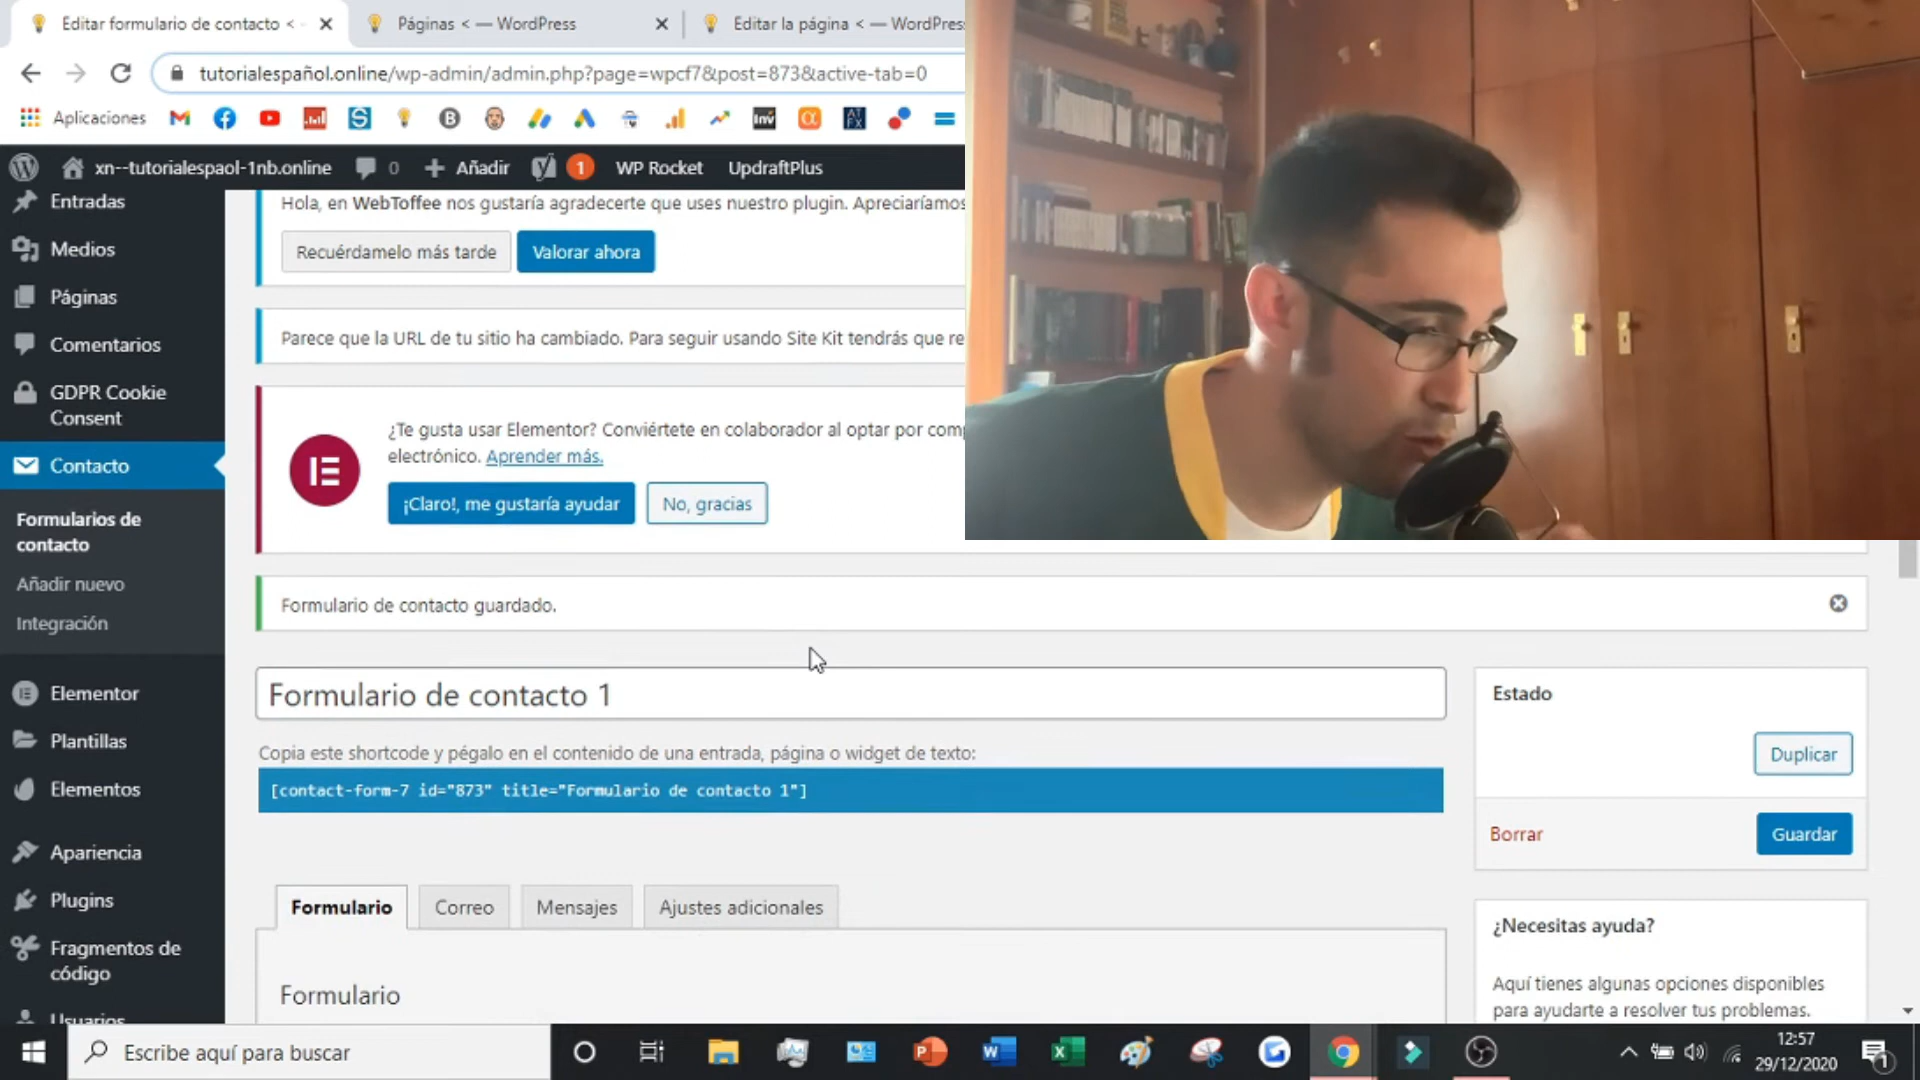 Editar formulario de contacto <
Páginas < — WordPress
Editar la página < — WordPres
tutorialespañol.online/wp-admin/admin.php?page=wpcf7&post=873&active-tab=0
Aplicaciones
Inv
ATFX
xn--tutorialespaol-1nb.online
0
Añadir
1
WP Rocket
UpdraftPlus
Entradas
Medios
Páginas
Comentarios
GDPR Cookie
Consent
Contacto
Formularios de
contacto
Añadir nuevo
Integración
Elementor
Plantillas
Elementos
Apariencia
Plugins
Fragmentos de
código
Usuarios
Hola, en WebToffee nos gustaría agradecerte que uses nuestro plugin. Apreciaríamos
Recuérdamelo más tarde
Valorar ahora
Parece que la URL de tu sitio ha cambiado. Para seguir usando Site Kit tendrás que re
¿Te gusta usar Elementor? Conviértete en colaborador al optar por comp
electrónico. Aprender más.
¡Claro!, me gustaría ayudar
No, gracias
Formulario de contacto guardado.
Formulario de contacto 1
Copia este shortcode y pégalo en el contenido de una entrada, página o widget de texto:
[contact-form-7 id="873" title="Formulario de contacto 1"]
Formulario
Correo
Mensajes
Ajustes adicionales
Formulario
Estado
Duplicar
Borrar
Guardar
¿Necesitas ayuda?
Aquí tienes algunas opciones disponibles
para ayudarte a resolver tus problemas.
Escribe aquí para buscar
12:57
29/12/2020
1